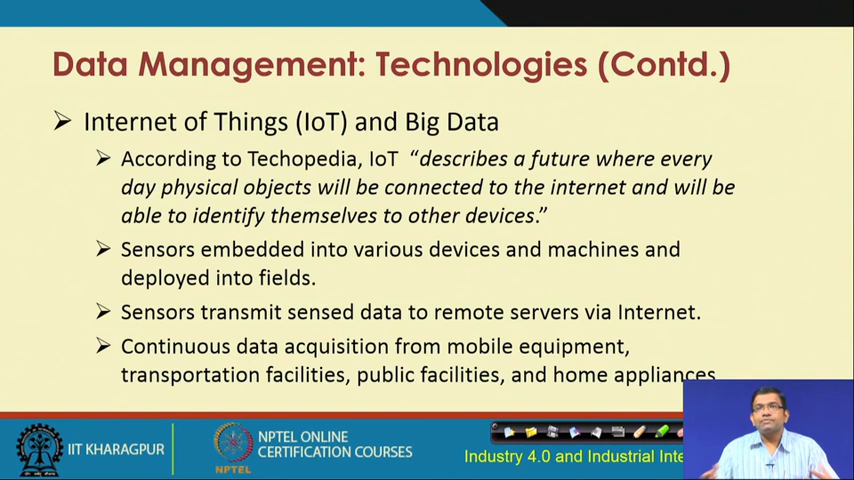 Data Management: Technologies (Contd.)
Internet of Things (IoT) and Big Data
According to Techopedia, IoT “describes a future where every
day physical objects will be connected to the internet and will be
able to identify themselves to other devices.”
Sensors embedded into various devices and machines and
deployed into fields.
Sensors transmit sensed data to remote servers via Internet.
Continuous data acquisition from mobile equipment,
transportation facilities, public facilities, and home appliances
IIT KHARAGPUR
NPTEL
NPTEL ONLINE
CERTIFICATION COURSES
Industry 4.0 and Industrial